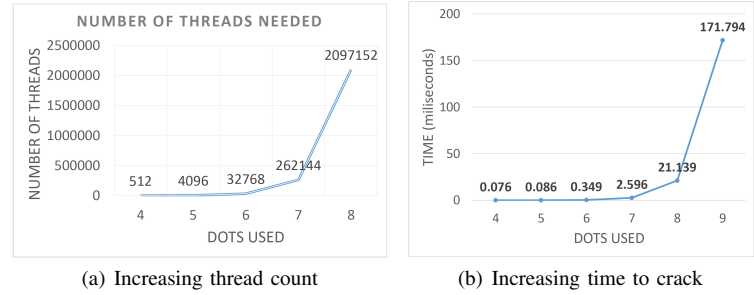 NUMBER OF THREADS NEEDED
NUMBER OF THREADS
2500000
2000000
1500000
1000000
500000
0
512
4096
32768
262144
2097152
4 5 6 7 8
DOTS USED
(a) Increasing thread count
TIME (miliseconds)
200
150
100
50
0
0.076
0.086
0.349
2.596
21.139
171.794
4 5 6 7 8 9
DOTS USED
(b) Increasing time to crack